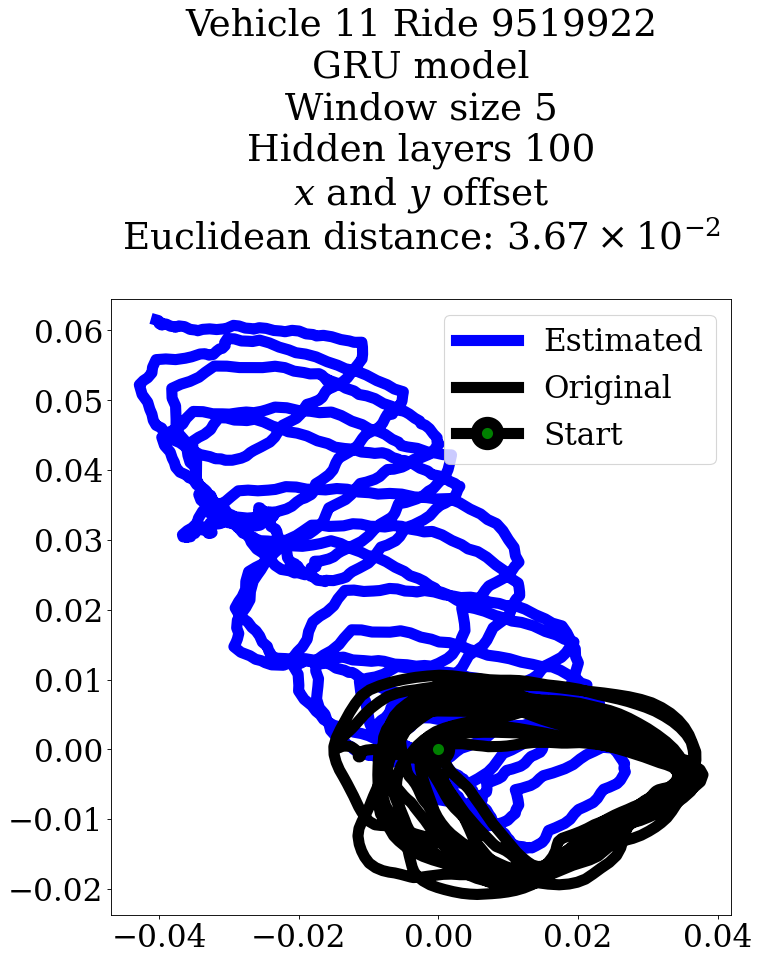 Vehicle 11 Ride 9519922
GRU model
Window size 5
Hidden layers 100
x and y offset
Euclidean distance: 3.67 × 10⁻²
Estimated
Original
Start
0.06
0.05
0.04
0.03
0.02
0.01
0.00
−0.01
−0.02
−0.04 −0.02 0.00 0.02 0.04